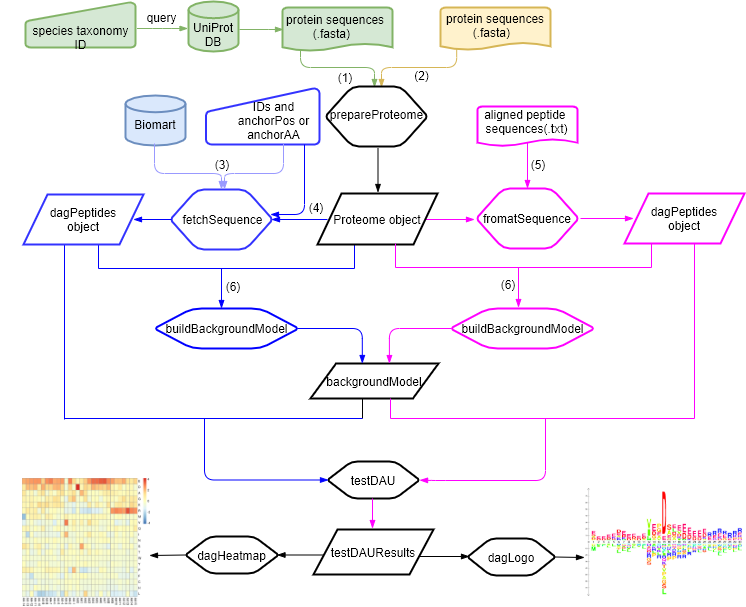 species taxonomy
ID
query
UniProt
DB
protein sequences
(.fasta)
protein sequences
(.fasta)
(1)
(2)
prepareProteome
Biomart
IDs and
anchorPos or
anchorAA
aligned peptide
sequences(.txt)
(3)
(5)
dagPeptides
object
fetchSequence
(4)
Proteome object
fromatSequence
dagPeptides
object
(6)
(6)
buildBackgroundModel
buildBackgroundModel
backgroundModel
testDAU
dagHeatmap
testDAUResults
dagLogo